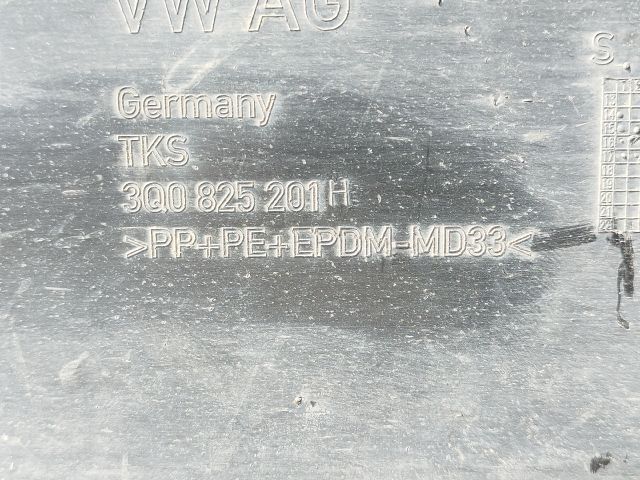 VW AG
S
Germany
TKS
3Q0 825 201 H
>PP+PE+EPDM-MD33<